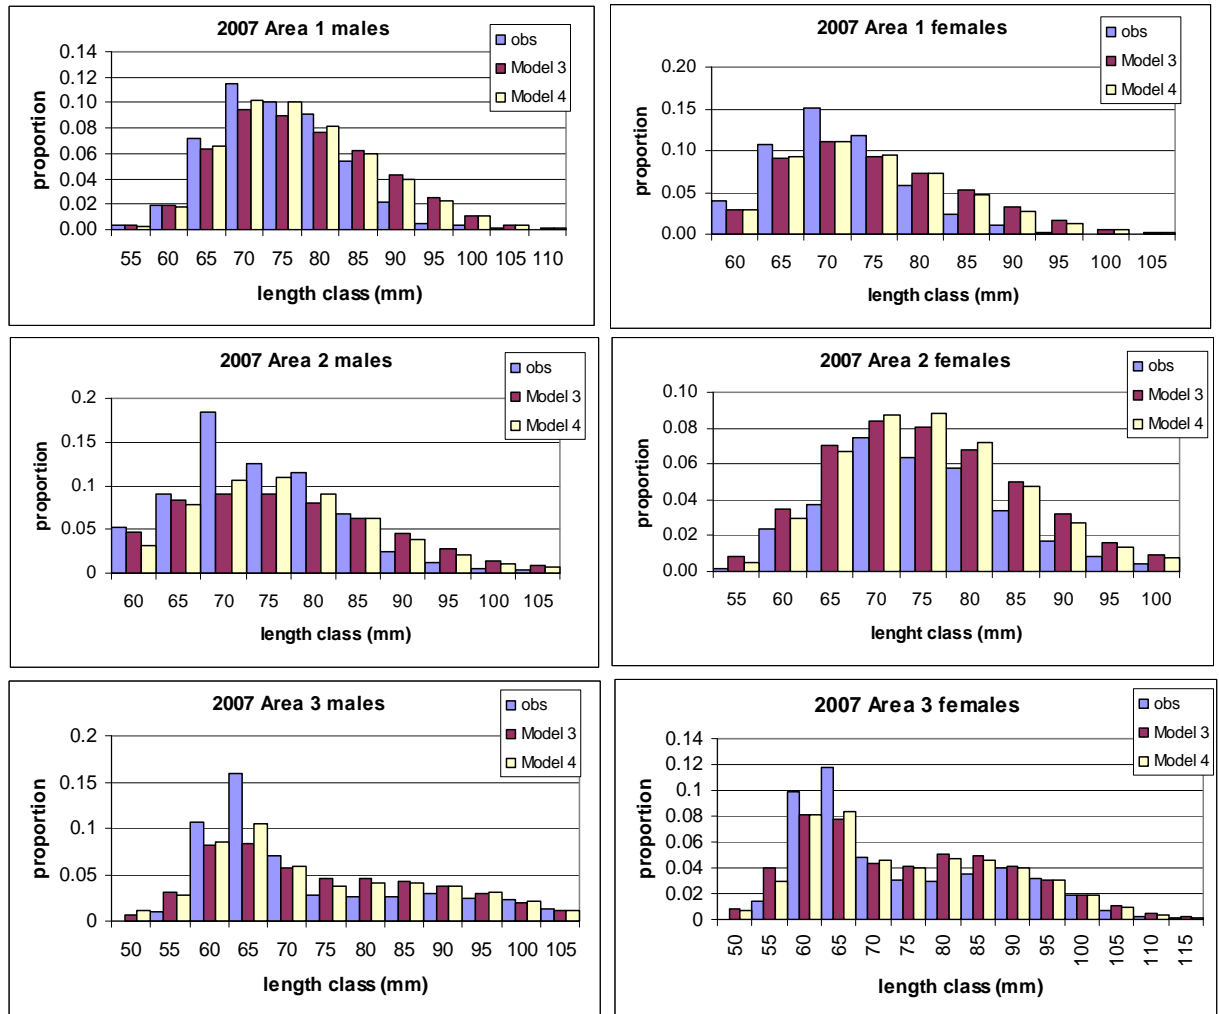 2007 Area 1 males
obs
Model 3
Model 4
0.14
0.12
0.10
0.08
0.06
0.04
0.02
0.00
proportion
55 60 65 70 75 80 85 90 95 100 105 110
length class (mm)
2007 Area 1 females
obs
Model 3
Model 4
0.20
0.15
0.10
0.05
0.00
proportion
60 65 70 75 80 85 90 95 100 105
length class (mm)
2007 Area 2 males
obs
Model 3
Model 4
0.2
0.15
0.1
0.05
0
proportion
60 65 70 75 80 85 90 95 100 105
length class (mm)
2007 Area 2 females
obs
Model 3
Model 4
0.10
0.08
0.06
0.04
0.02
0.00
proportion
55 60 65 70 75 80 85 90 95 100
lenght class (mm)
2007 Area 3 males
obs
Model 3
Model 4
0.2
0.15
0.1
0.05
0
proportion
50 55 60 65 70 75 80 85 90 95 100 105
length class (mm)
2007 Area 3 females
obs
Model 3
Model 4
0.14
0.12
0.1
0.08
0.06
0.04
0.02
0
proportion
50 55 60 65 70 75 80 85 90 95 100 105 110 115
length class (mm)